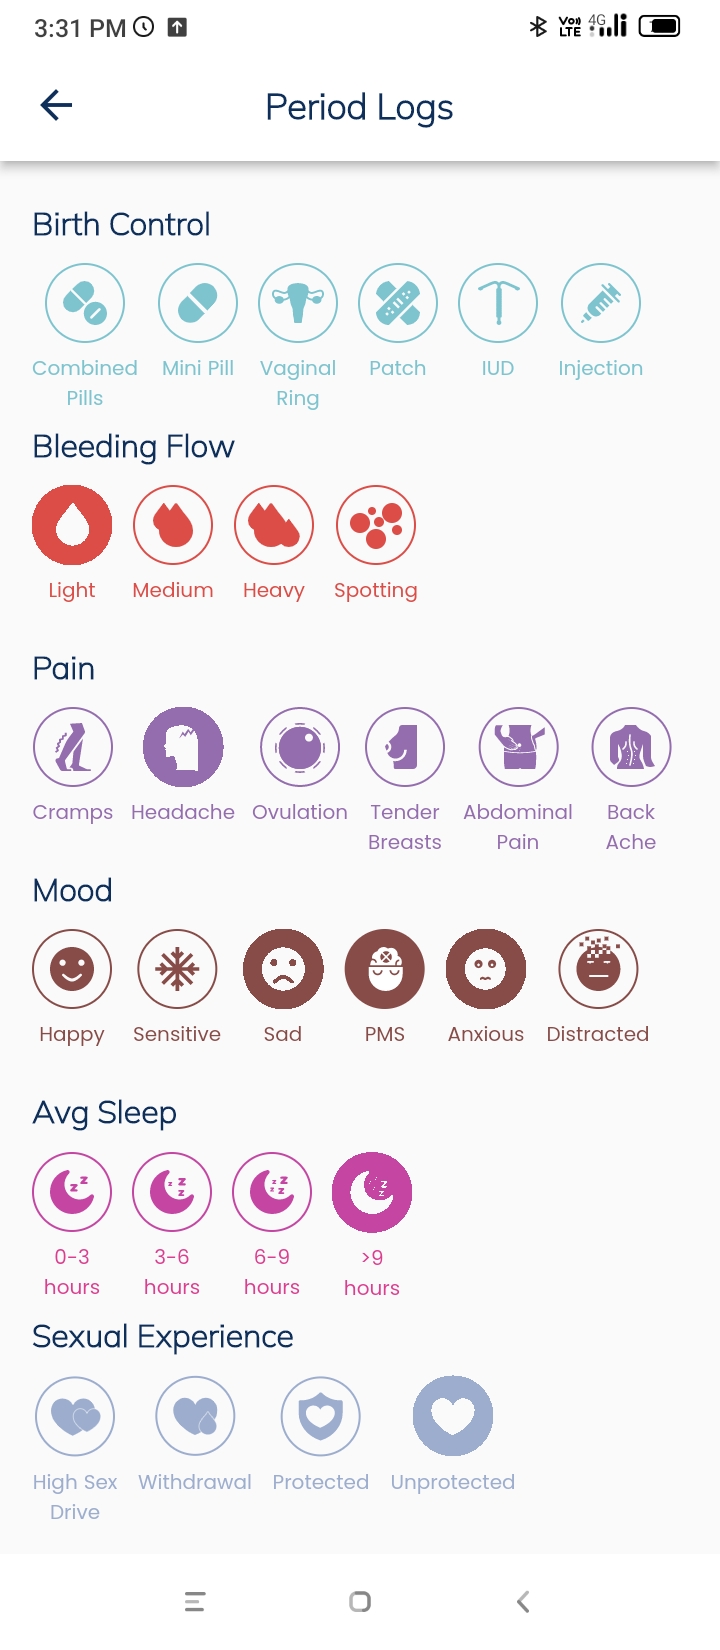 3:31 PM
Vo)) LTE 4G
Period Logs
Birth Control
Combined Pills
Mini Pill
Vaginal Ring
Patch
IUD
Injection
Bleeding Flow
Light
Medium
Heavy
Spotting
Pain
Cramps
Headache
Ovulation
Tender Breasts
Abdominal Pain
Back Ache
Mood
Happy
Sensitive
Sad
PMS
Anxious
Distracted
Avg Sleep
0-3 hours
3-6 hours
6-9 hours
>9 hours
Sexual Experience
High Sex Drive
Withdrawal
Protected
Unprotected